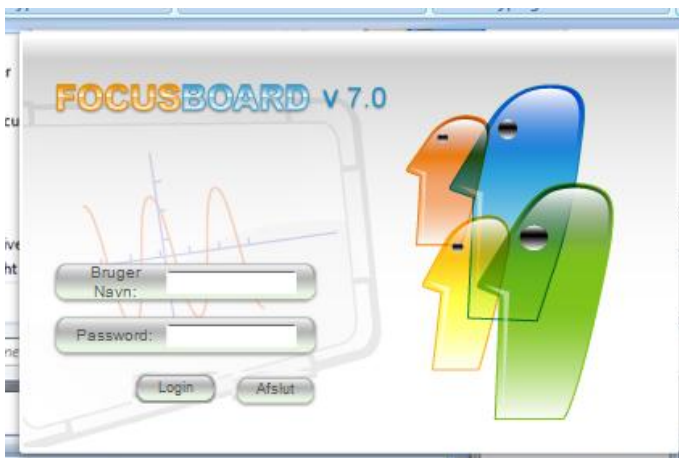 FOCUSBOARD v 7.0
Bruger
Navn:
Password:
Login
Afslut